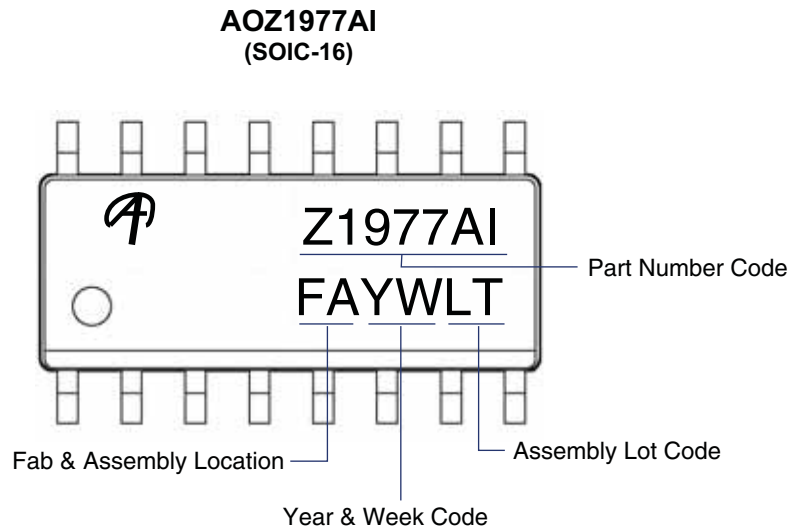 AOZ1977AI
(SOIC-16)
Z1977AI
Part Number Code
FAYWLT
Fab & Assembly Location
Assembly Lot Code
Year & Week Code